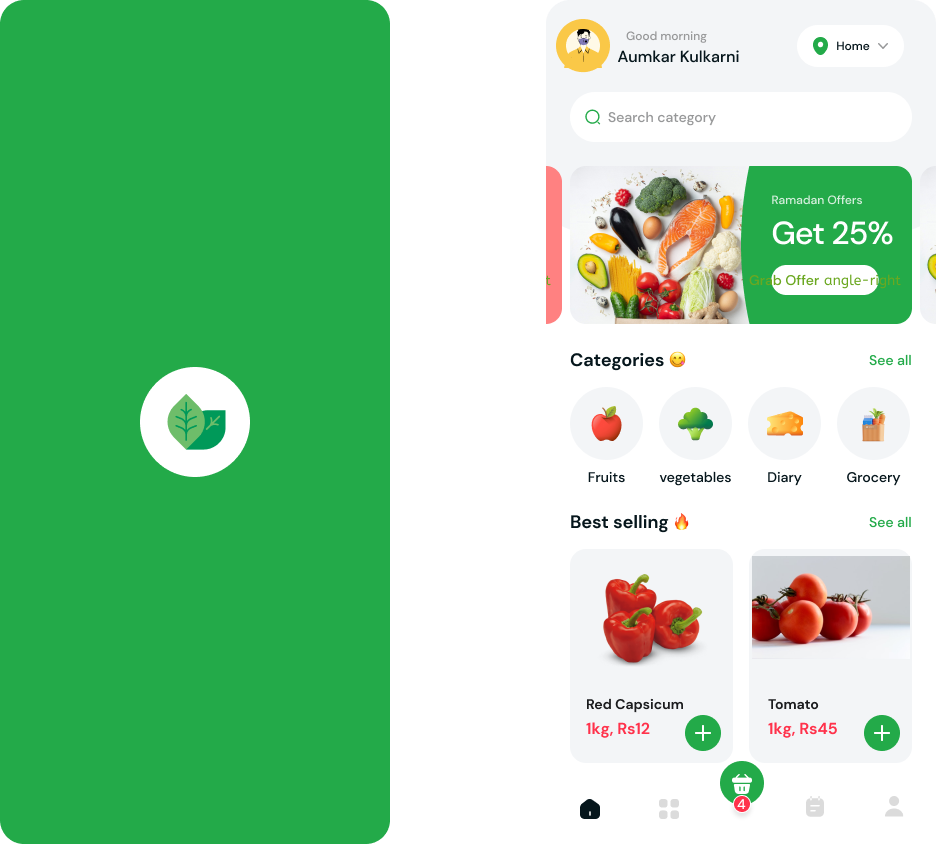 Good morning
Aumkar Kulkarni
Home
Search category
Ramadan Offers
Get 25%
t
Grab Offer angle-right
Categories 😋
See all
Fruits
vegetables
Diary
Grocery
Best selling 🔥
See all
Red Capsicum
1kg, Rs12
Tomato
1kg, Rs45
4